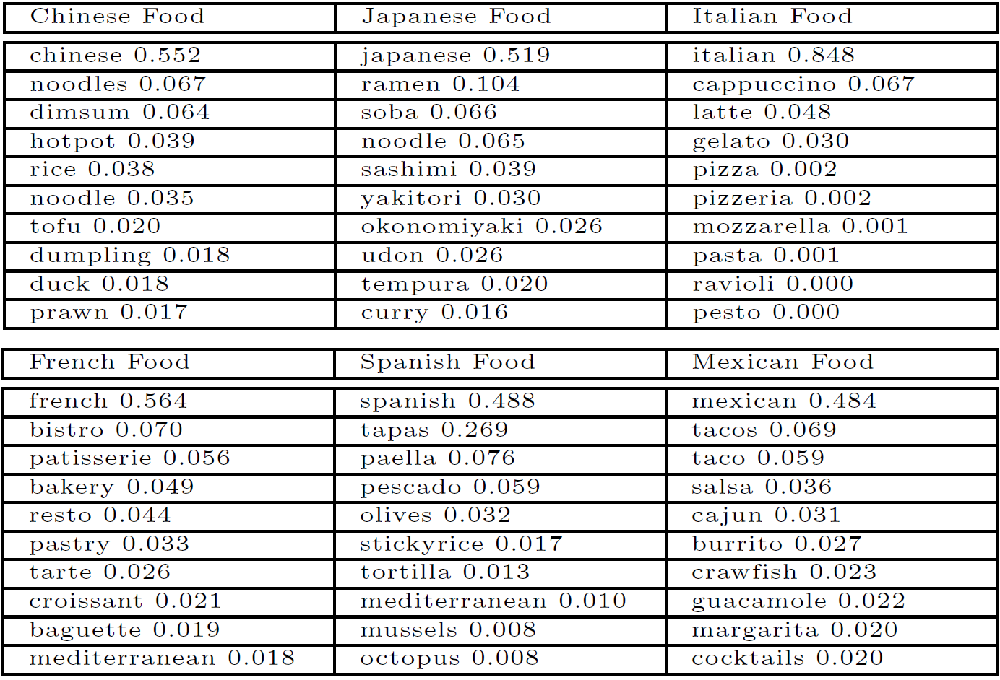 Chinese Food Japanese Food Italian Food
chinese 0.552 japanese 0.519 italian 0.848
noodles 0.067 ramen 0.104 cappuccino 0.067
dimsum 0.064 soba 0.066 latte 0.048
hotpot 0.039 noodle 0.065 gelato 0.030
rice 0.038 sashimi 0.039 pizza 0.002
noodle 0.035 yakitori 0.030 pizzeria 0.002
tofu 0.020 okonomiyaki 0.026 mozzarella 0.001
dumpling 0.018 udon 0.026 pasta 0.001
duck 0.018 tempura 0.020 ravioli 0.000
prawn 0.017 curry 0.016 pesto 0.000
French Food Spanish Food Mexican Food
french 0.564 spanish 0.488 mexican 0.484
bistro 0.070 tapas 0.269 tacos 0.069
patisserie 0.056 paella 0.076 taco 0.059
bakery 0.049 pescado 0.059 salsa 0.036
resto 0.044 olives 0.032 cajun 0.031
pastry 0.033 stickyrice 0.017 burrito 0.027
tarte 0.026 tortilla 0.013 crawfish 0.023
croissant 0.021 mediterranean 0.010 guacamole 0.022
baguette 0.019 mussels 0.008 margarita 0.020
mediterranean 0.018 octopus 0.008 cocktails 0.020